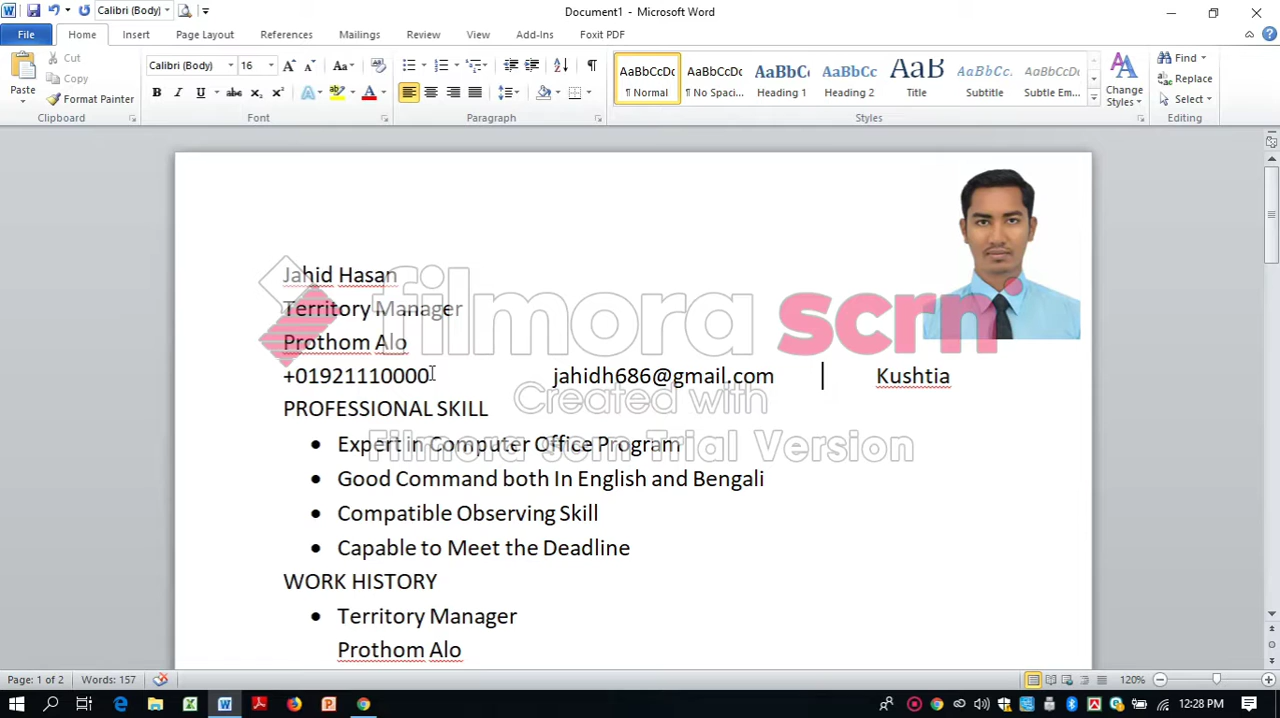 Calibri (Body)
Document1 - Microsoft Word
File Home Insert Page Layout References Mailings Review View Add-Ins Foxit PDF
Paste
Cut
Copy
Format Painter
Clipboard
Calibri (Body) 16
Font
Paragraph
AaBbCcDc AaBbCcDc AaBbCc AaBbCc AaB AaBbCc. AaBbCcDc
¶ Normal ¶ No Spaci... Heading 1 Heading 2 Title Subtitle Subtle Em...
Styles
Change Styles
Find
Replace
Select
Editing
Jahid Hasan
Territory Manager
Prothom Alo
+01921110000 jahidh686@gmail.com Kushtia
PROFESSIONAL SKILL
• Expert in Computer Office Program
• Good Command both In English and Bengali
• Compatible Observing Skill
• Capable to Meet the Deadline
WORK HISTORY
• Territory Manager
Prothom Alo
filmora scrn
Created with
Filmora scrn Trial Version
Page: 1 of 2 Words: 157 120%
12:28 PM